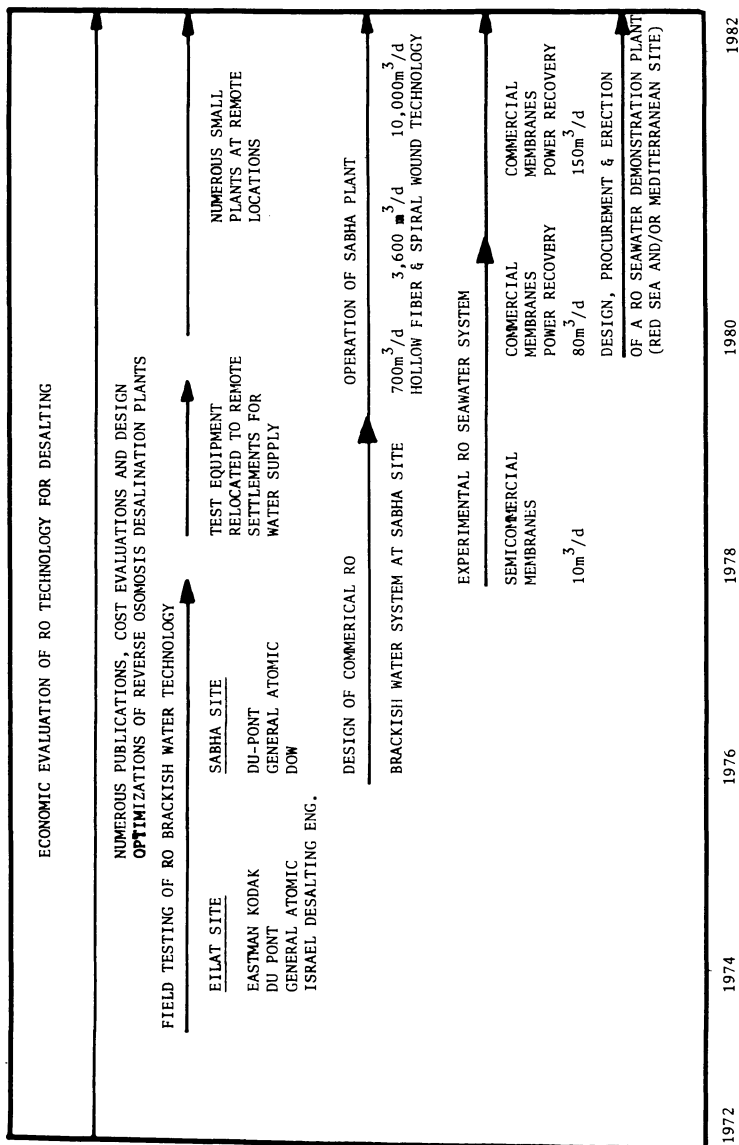 ECONOMIC EVALUATION OF RO TECHNOLOGY FOR DESALTING
NUMEROUS PUBLICATIONS, COST EVALUATIONS AND DESIGN
OPTIMIZATIONS OF REVERSE OSOMOSIS DESALINATION PLANTS
FIELD TESTING OF RO BRACKISH WATER TECHNOLOGY
EILAT SITE
EASTMAN KODAK
DU PONT
GENERAL ATOMIC
ISRAEL DESALTING ENG.
SABHA SITE
DU-PONT
GENERAL ATOMIC
DOW
TEST EQUIPMENT
RELOCATED TO REMOTE
SETTLEMENTS FOR
WATER SUPPLY
NUMEROUS SMALL
PLANTS AT REMOTE
LOCATIONS
DESIGN OF COMMERICAL RO
BRACKISH WATER SYSTEM AT SABHA SITE
OPERATION OF SABHA PLANT
700m³/d 3,600 m³/d 10,000m³/d
HOLLOW FIBER & SPIRAL WOUND TECHNOLOGY
EXPERIMENTAL RO SEAWATER SYSTEM
SEMICOMMERCIAL
MEMBRANES
10m³/d
COMMERCIAL
MEMBRANES
POWER RECOVERY
80m³/d
COMMERCIAL
MEMBRANES
POWER RECOVERY
150m³/d
DESIGN, PROCUREMENT & ERECTION
OF A RO SEAWATER DEMONSTRATION PLANT
(RED SEA AND/OR MEDITERRANEAN SITE)
1972 1974 1976 1978 1980 1982